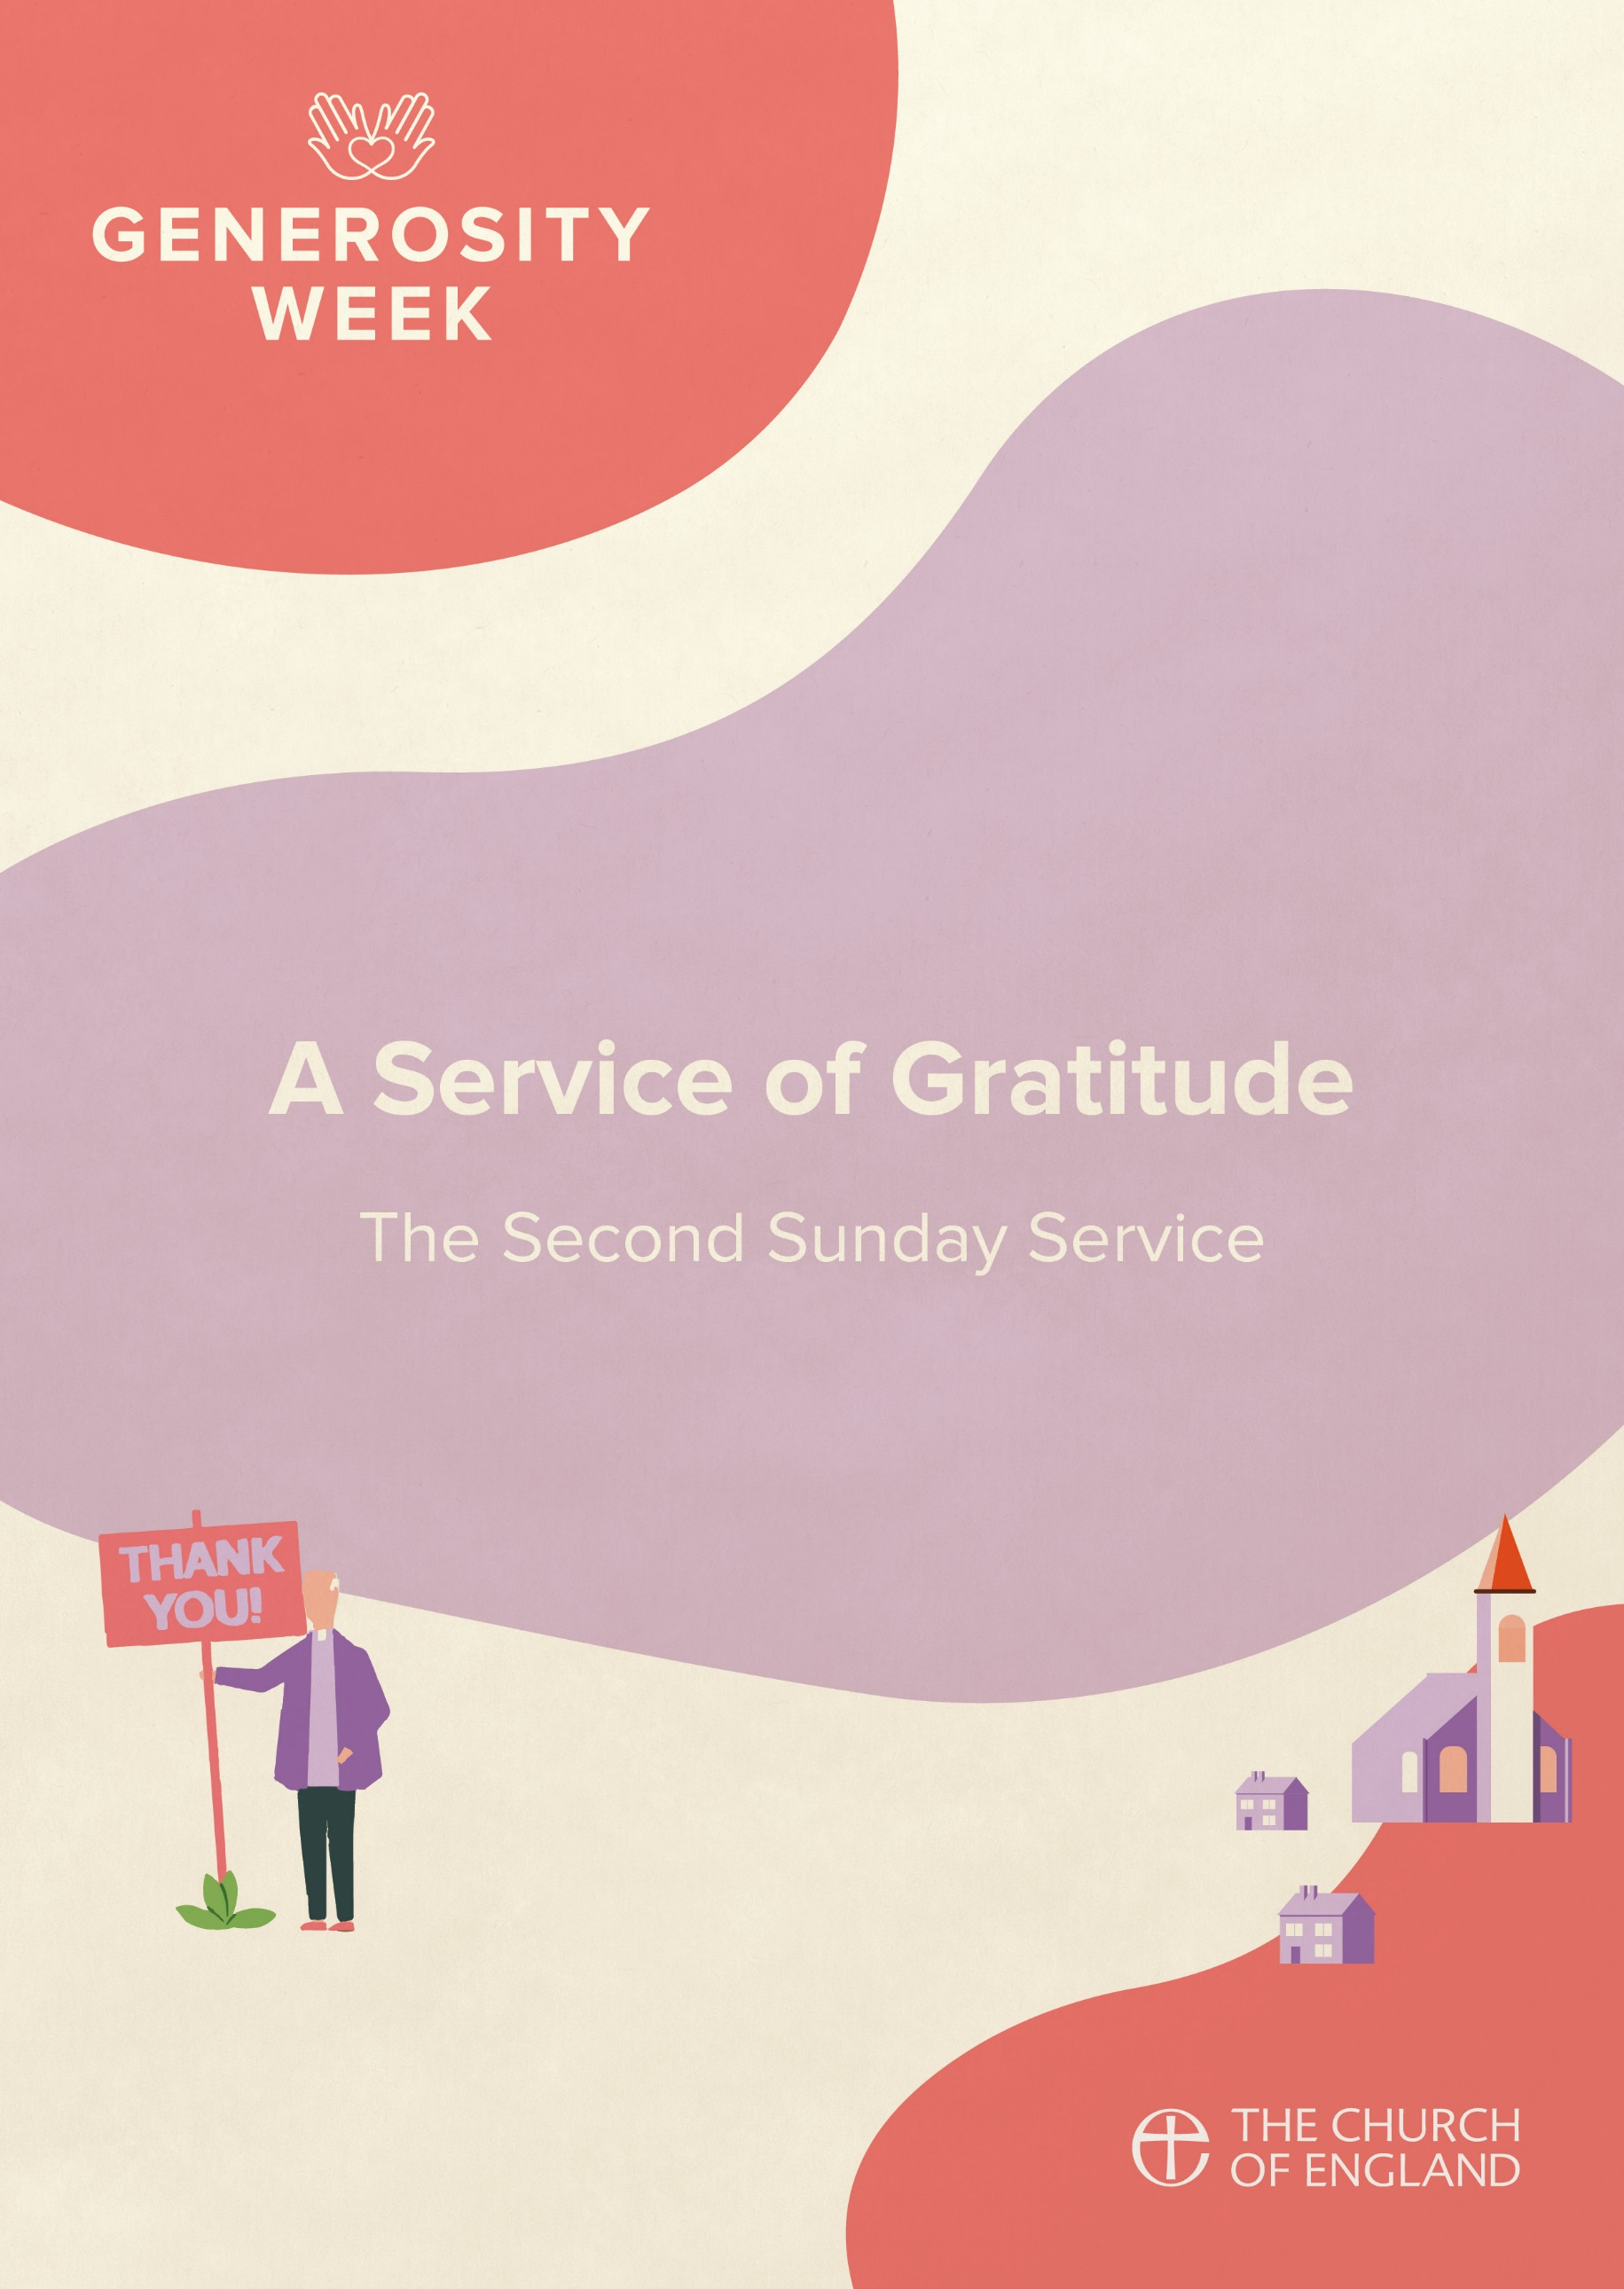 GENEROSITY
WEEK
A Service of Gratitude
The Second Sunday Service
THANK
YOU!
THE CHURCH
OF ENGLAND